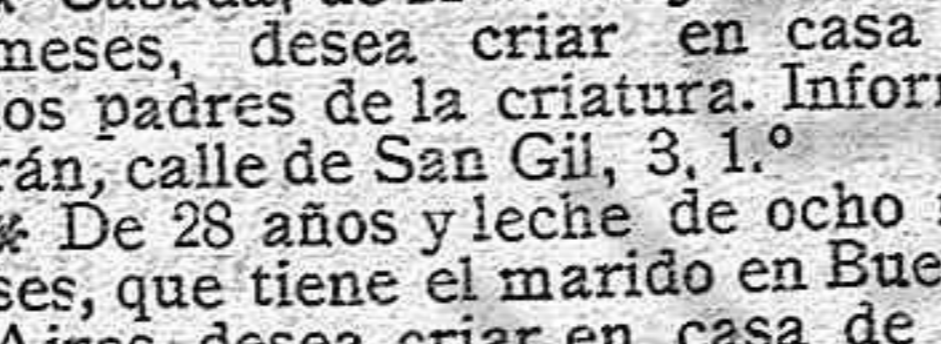 meses, desea criar en casa
los padres de la criatura. Infor
rán, calle de San Gil, 3, 1.º
De 28 años y leche de ocho
ses, que tiene el marido en Bue
Aires desea criar en casa de